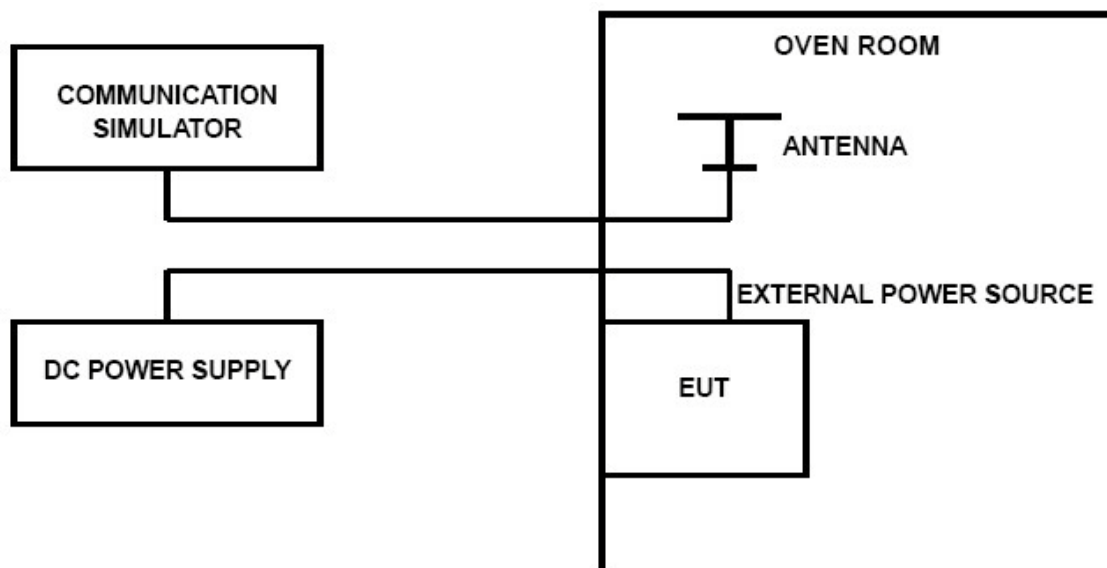 OVEN ROOM
COMMUNICATION
SIMULATOR
ANTENNA
EXTERNAL POWER SOURCE
DC POWER SUPPLY
EUT